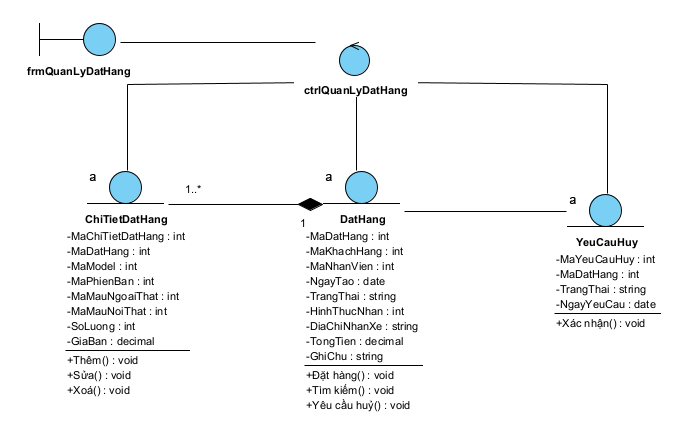 frmQuanLyDatHang
ctrlQuanLyDatHang
a
ChiTietDatHang
-MaChiTietDatHang : int
-MaDatHang : int
-MaModel : int
-MaPhienBan : int
-MaMauNgoaiThat : int
-MaMauNoiThat : int
-SoLuong : int
-GiaBan : decimal
+Thêm() : void
+Sửa() : void
+Xoá() : void
1..*
1
a
DatHang
-MaDatHang : int
-MaKhachHang : int
-MaNhanVien : int
-NgayTao : date
-TrangThai : string
-HinhThucNhan : int
-DiaChiNhanXe : string
-TongTien : decimal
-GhiChu : string
+Đặt hàng() : void
+Tìm kiếm() : void
+Yêu cầu huỷ() : void
a
YeuCauHuy
-MaYeuCauHuy : int
-MaDatHang : int
-TrangThai : string
-NgayYeuCau : date
+Xác nhận() : void